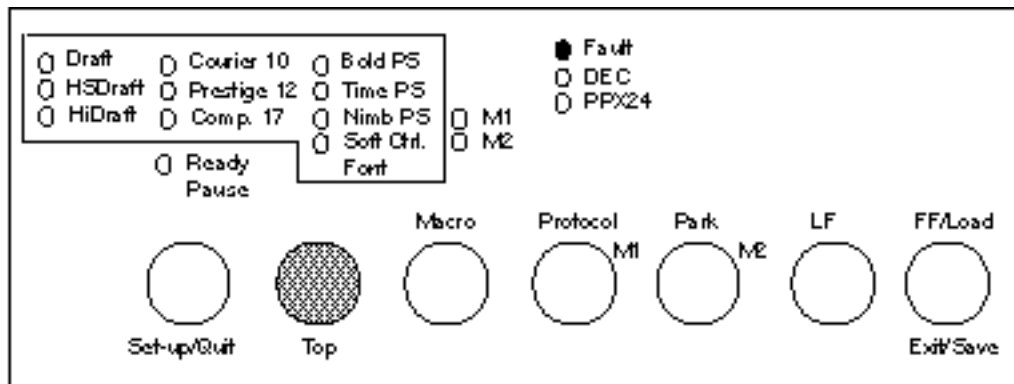 Draft Courier 10 Bold PS Fault
HSDraft Prestige 12 Time PS DEC
HiDraft Comp. 17 Nimb PS M1 PPX24
Soft Ctrl. M2
Ready Font
Pause
Macro Protocol Park LF FF/Load
M1 M2
Set-up/Quit Top Exit/Save